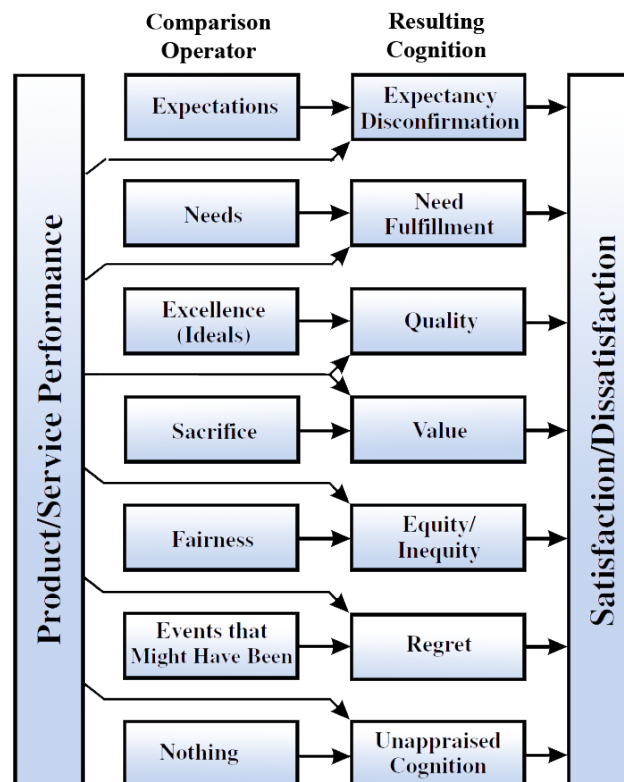 Comparison
Operator
Resulting
Cognition
Product/Service Performance
Expectations
Expectancy
Disconfirmation
Needs
Need
Fulfillment
Excellence
(Ideals)
Quality
Sacrifice
Value
Fairness
Equity/
Inequity
Events that
Might Have Been
Regret
Nothing
Unappraised
Cognition
Satisfaction/Dissatisfaction